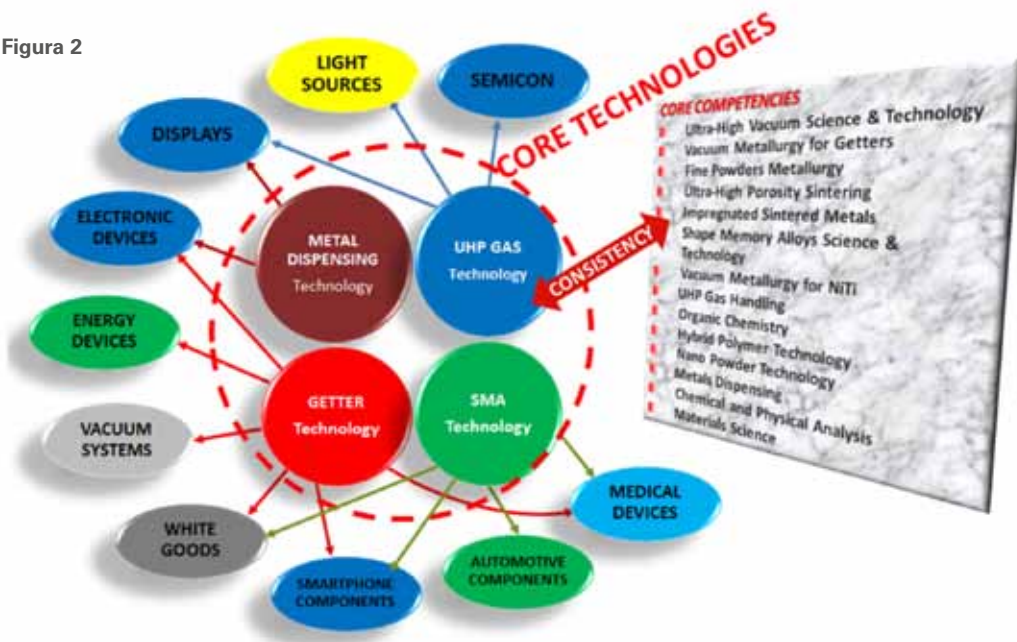 Figura 2
LIGHT
SOURCES
SEMICON
DISPLAYS
ELECTRONIC
DEVICES
ENERGY
DEVICES
VACUUM
SYSTEMS
WHITE
GOODS
SMARTPHONE
COMPONENTS
AUTOMOTIVE
COMPONENTS
MEDICAL
DEVICES
CORE TECHNOLOGIES
METAL
DISPENSING
Technology
UHP GAS
Technology
GETTER
Technology
SMA
Technology
CONSISTENCY
CORE COMPETENCIES
Ultra-High Vacuum Science & Technology
Vacuum Metallurgy for Getters
Fine Powders Metallurgy
Ultra-High Porosity Sintering
Impregnated Sintered Metals
Shape Memory Alloys Science &
Technology
Vacuum Metallurgy for NiTi
UHP Gas Handling
Organic Chemistry
Hybrid Polymer Technology
Nano Powder Technology
Metals Dispensing
Chemical and Physical Analysis
Materials Science